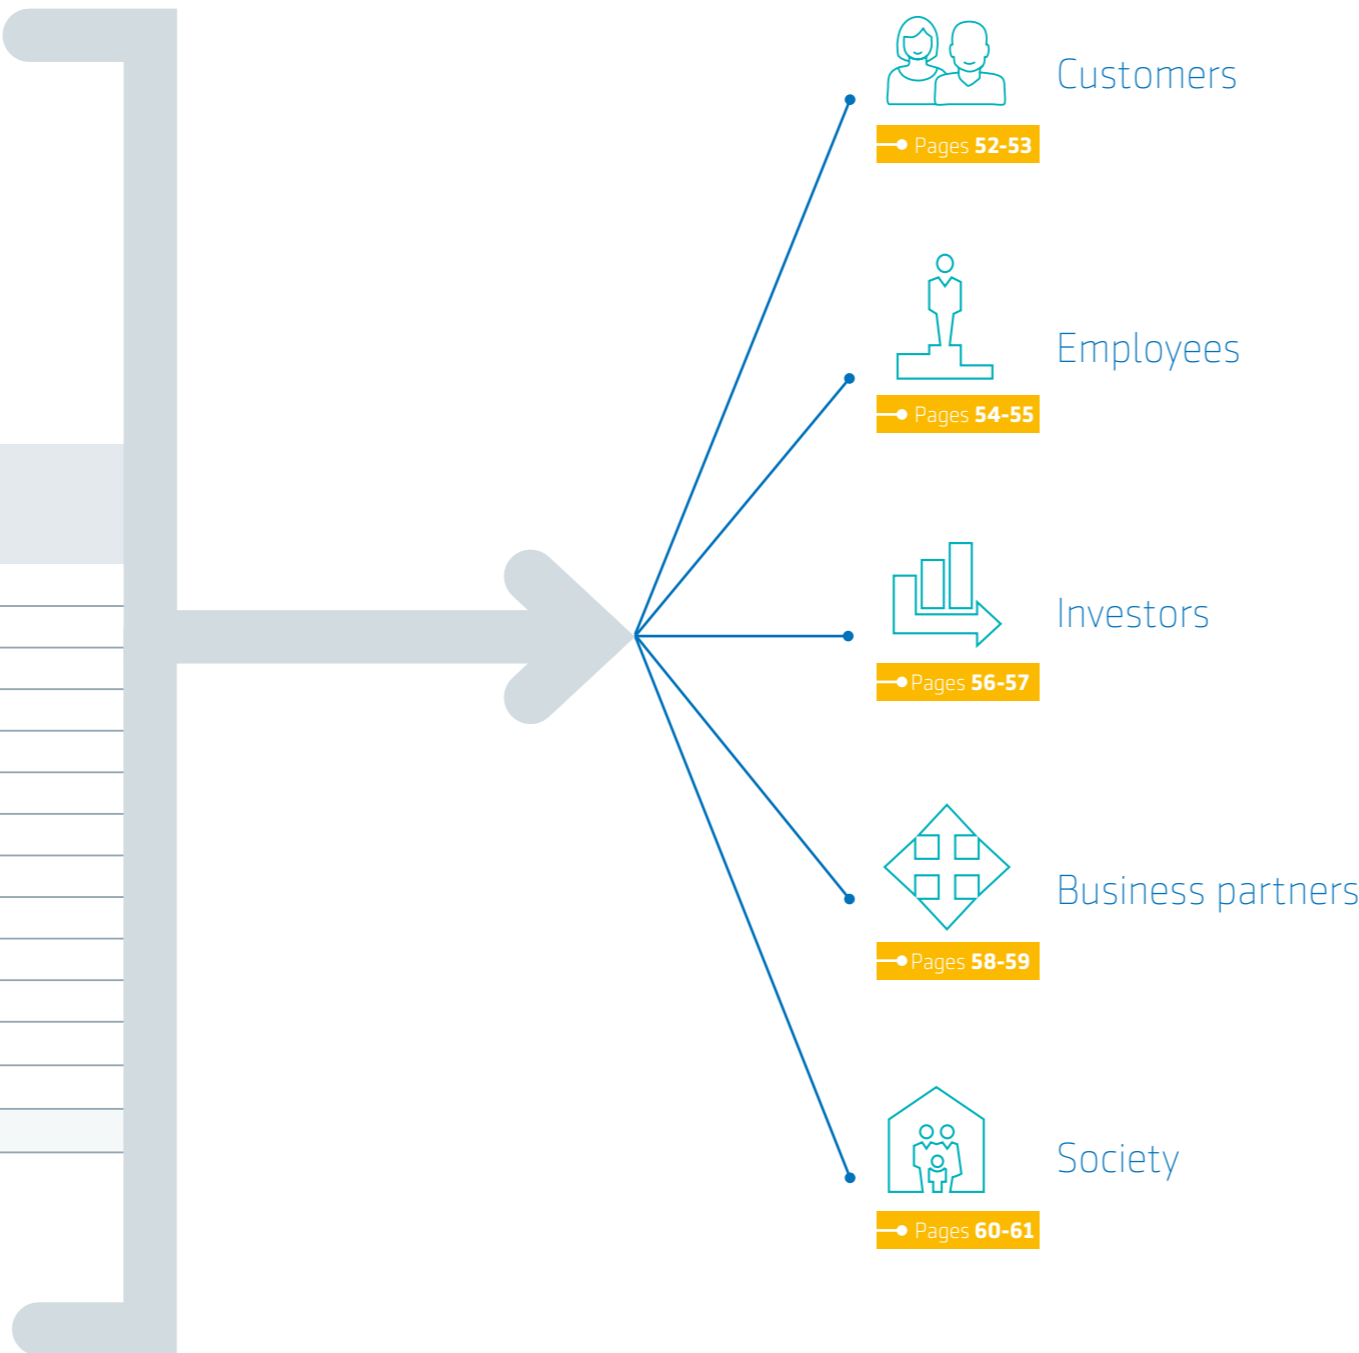 Customers
Pages 52-53
Employees
Pages 54-55
Investors
Pages 56-57
Business partners
Pages 58-59
Society
Pages 60-61